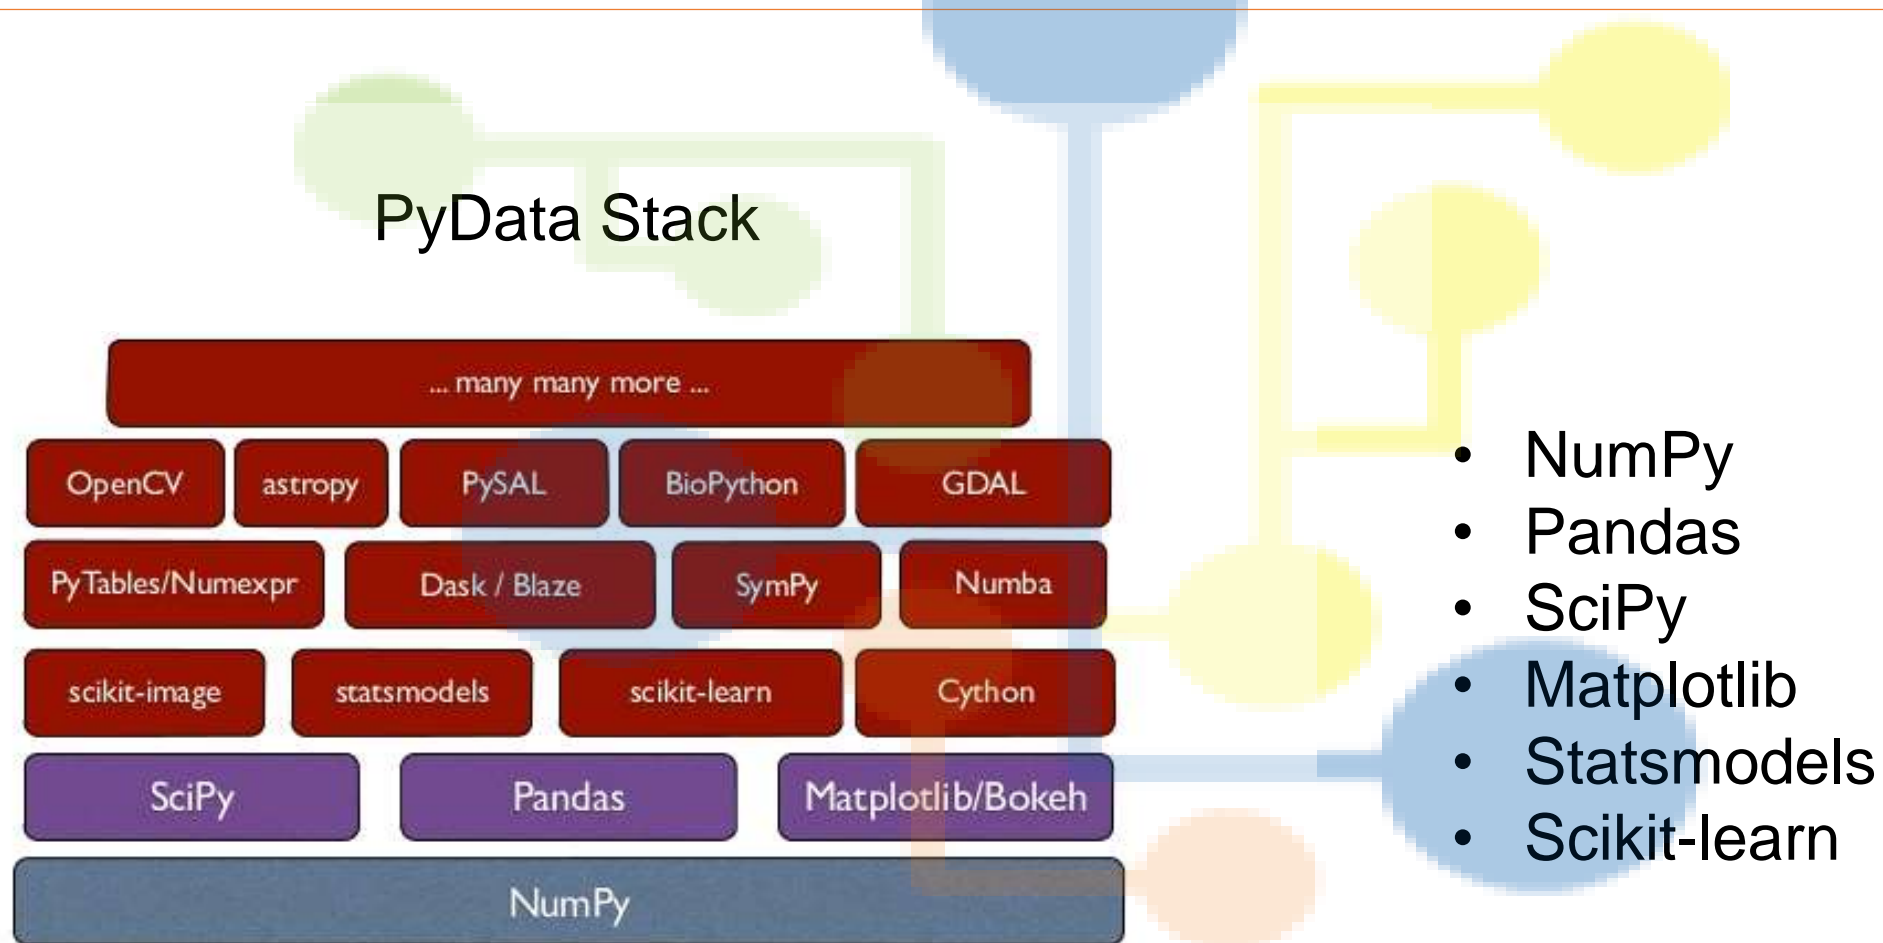 PyData Stack
... many many more ...
OpenCV astropy PySAL BioPython GDAL
PyTables/Numexpr Dask / Blaze SymPy Numba
scikit-image statsmodels scikit-learn Cython
SciPy Pandas Matplotlib/Bokeh
NumPy
• NumPy
• Pandas
• SciPy
• Matplotlib
• Statsmodels
• Scikit-learn